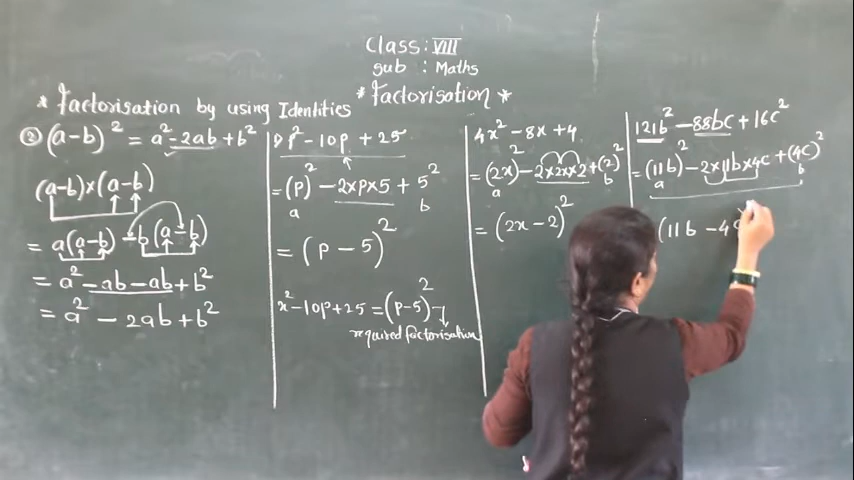 Class: VIII
Sub : Maths
* Factorisation *
* Factorisation by using Identities
② (a-b)² = a² - 2ab + b²
(a-b)×(a-b)
= a(a-b) -b(a-b)
= a² - ab - ab + b²
= a² - 2ab + b²
p² - 10p + 25
= (p)² - 2×p×5 + 5²
a b
= (p - 5)²
x² - 10p + 25 = (p-5)²
required factorisation
4x² - 8x + 4
= (2x)² - 2×2x×2 + (2)²
a b
= (2x - 2)²
121b² - 88bc + 16c²
= (11b)² - 2×11b×4c + (4c)²
a b
(11b - 4c